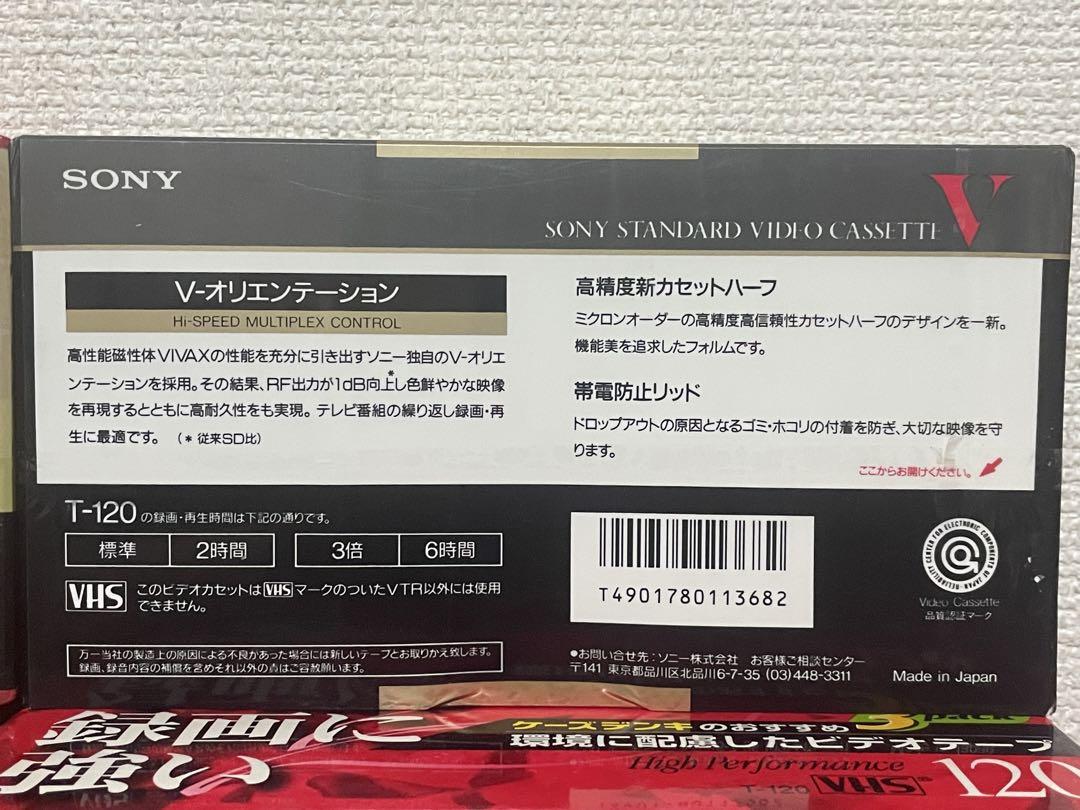 SONY
SONY STANDARD VIDEO CASSETTE V
V-オリエンテーション
Hi-SPEED MULTIPLEX CONTROL
高性能磁性体VIVAXの性能を充分に引き出すソニー独自のV-オリエ
ンテーションを採用。その結果、RF出力が1dB向上*し色鮮やかな映像
を再現するとともに高耐久性をも実現。テレビ番組の繰り返し録画・再
生に最適です。 (* 従来SD比)
高精度新カセットハーフ
ミクロンオーダーの高精度高信頼性カセットハーフのデザインを一新。
機能美を追求したフォルムです。
帯電防止リッド
ドロップアウトの原因となるゴミ・ホコリの付着を防ぎ、大切な映像を守
ります。
ここからお開けください。
T-120の録画・再生時間は下記の通りです。
標準 2時間 3倍 6時間
VHS このビデオカセットはVHSマークのついたVTR以外には使用
できません。
万一当社の製造上の原因による不良があった場合には新しいテープとお取りかえ致します。
録画、録音内容の補償を含めそれ以外の責はご容赦願います。
T4901780113682
RELIABILITY CENTER FOR ELECTRONIC COMPONENTS OF JAPAN
Video Cassette
品質認証マーク
●お問い合せ先:ソニー株式会社 お客様ご相談センター
〒141 東京都品川区北品川6-7-35 (03)448-3311
Made in Japan
録画に
強い
ケーズデンキのおすすめ
3 pack
環境に配慮したビデオテープ
High Performance
T-120 VHS
120